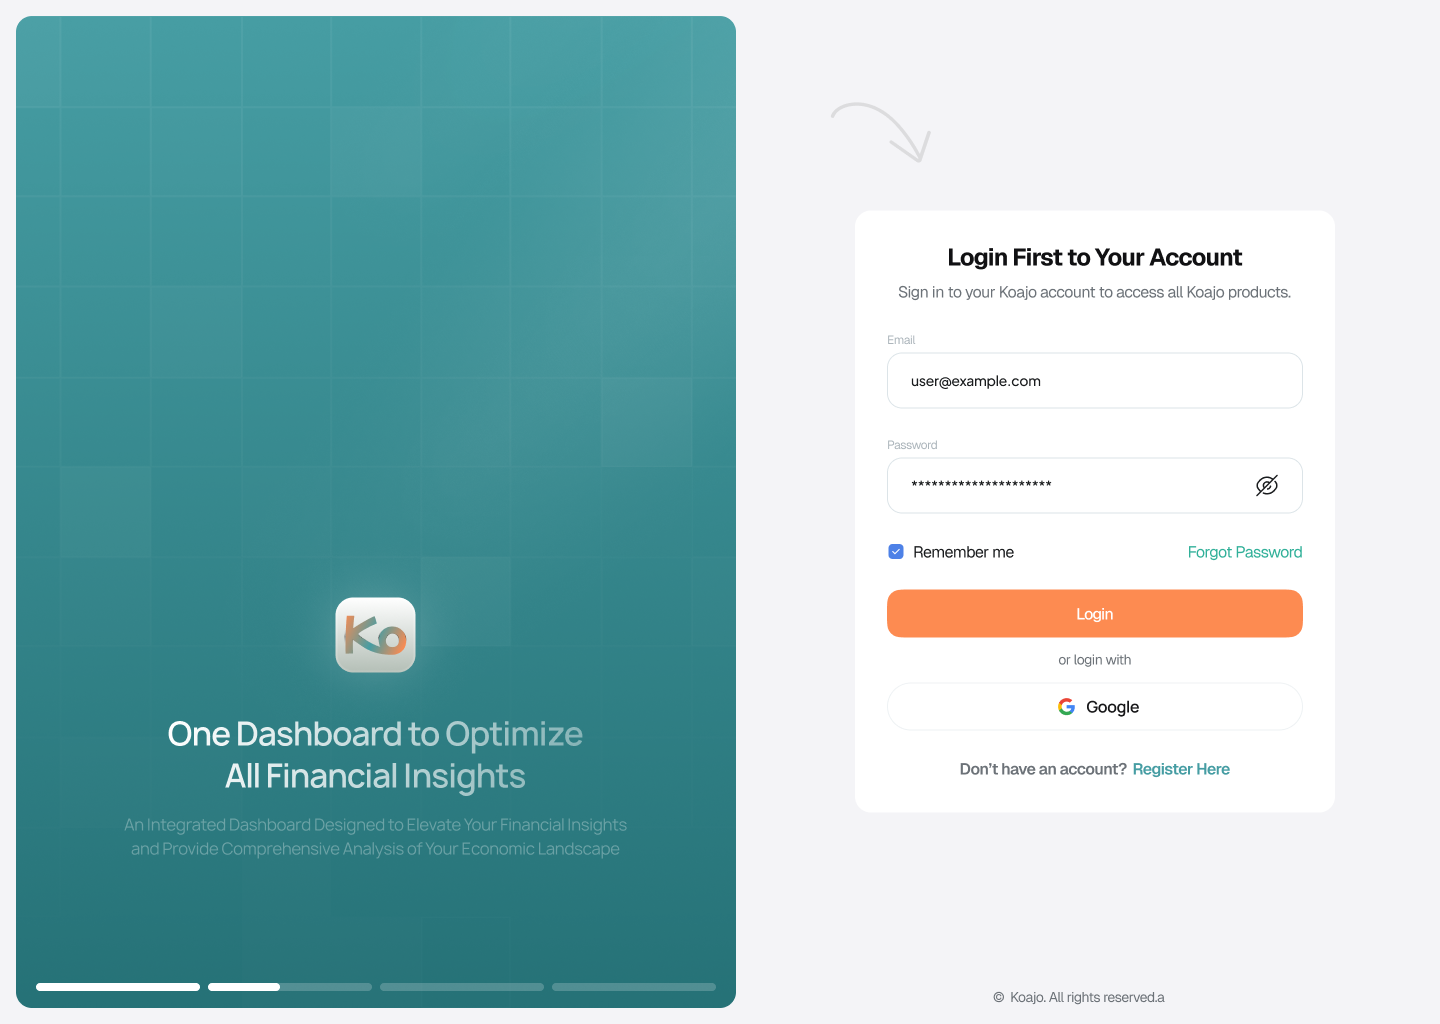 Ko
One Dashboard to Optimize
All Financial Insights
An Integrated Dashboard Designed to Elevate Your Financial Insights
and Provide Comprehensive Analysis of Your Economic Landscape
Login First to Your Account
Sign in to your Koajo account to access all Koajo products.
Email
user@example.com
Password
*********************
Remember me
Forgot Password
Login
or login with
Google
Don't have an account? Register Here
© Koajo. All rights reserved.a